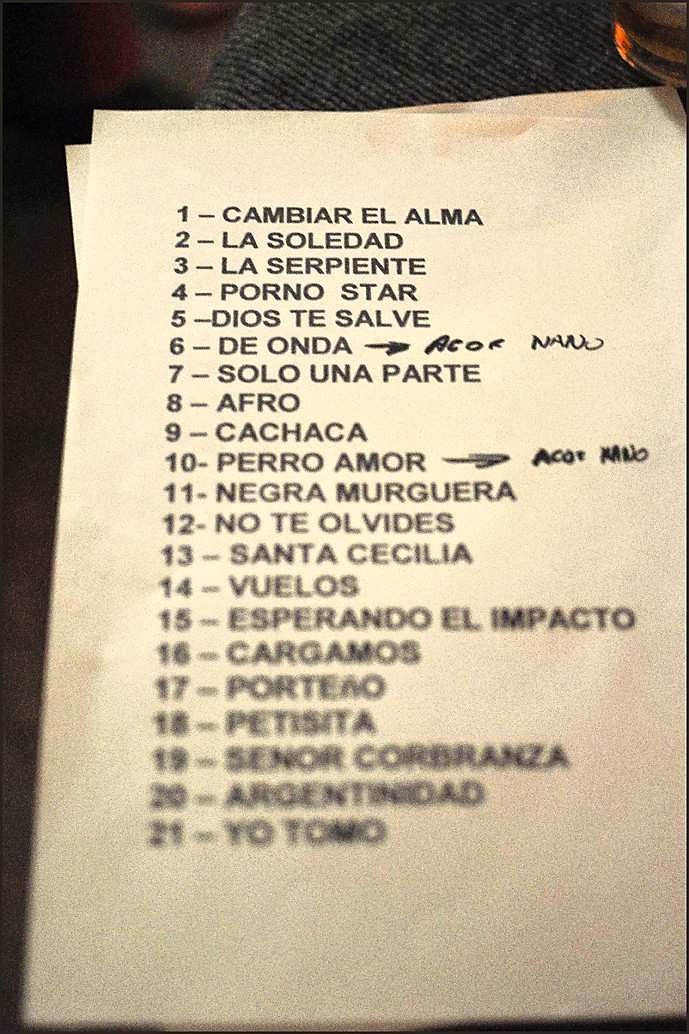 1 – CAMBIAR EL ALMA
2 – LA SOLEDAD
3 – LA SERPIENTE
4 – PORNO STAR
5 –DIOS TE SALVE
6 – DE ONDA → ACOR NANO
7 – SOLO UNA PARTE
8 – AFRO
9 – CACHACA
10- PERRO AMOR → NANO
11- NEGRA MURGUERA
12- NO TE OLVIDES
13 – SANTA CECILIA
14 – VUELOS
15 – ESPERANDO EL IMPACTO
16 – CARGAMOS
17 – PORTEñO
18 – PETISITA
19 – SENOR CORBRANZA
20 – ARGENTINIDAD
21 – YO TOMO